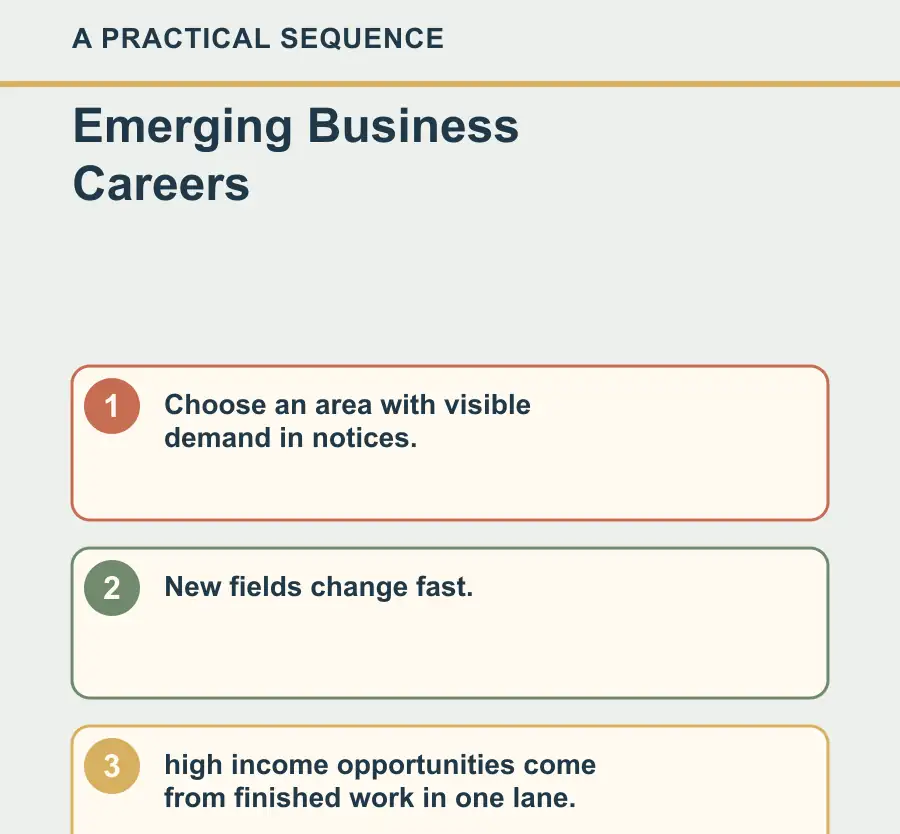 A PRACTICAL SEQUENCE
Emerging Business
Careers
1
Choose an area with visible
demand in notices.
2
New fields change fast.
3
high income opportunities come
from finished work in one lane.